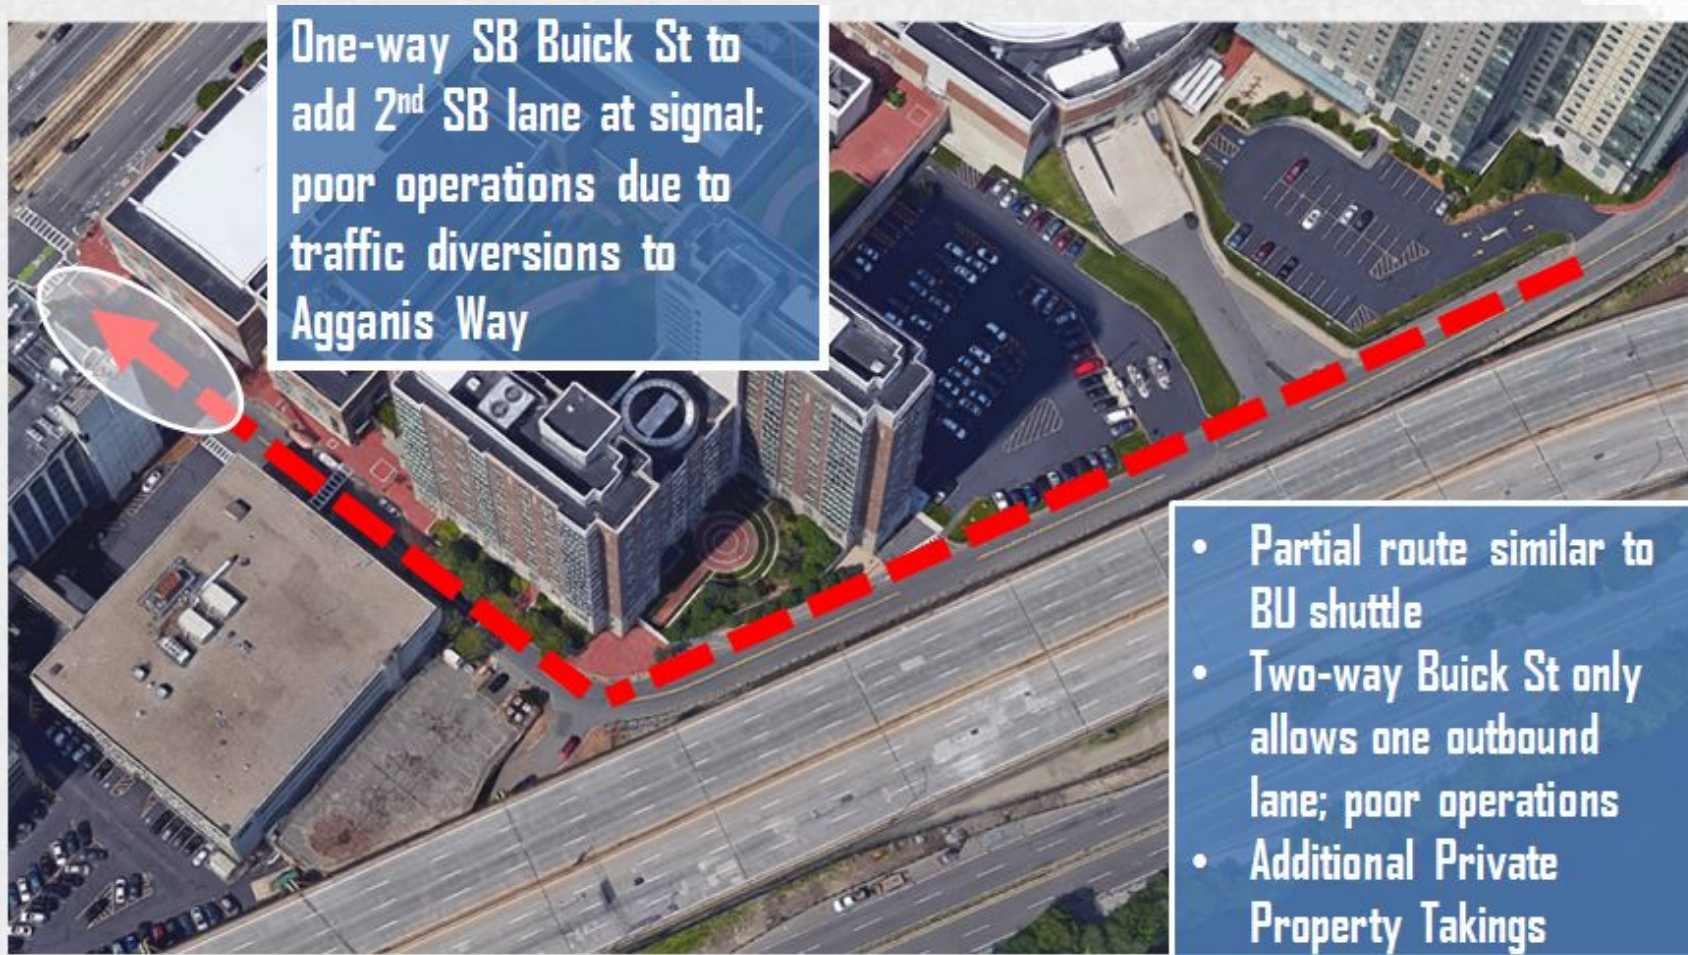 One-way SB Buick St to
add 2nd SB lane at signal;
poor operations due to
traffic diversions to
Agganis Way
• Partial route similar to
BU shuttle
• Two-way Buick St only
allows one outbound
lane; poor operations
• Additional Private
Property Takings